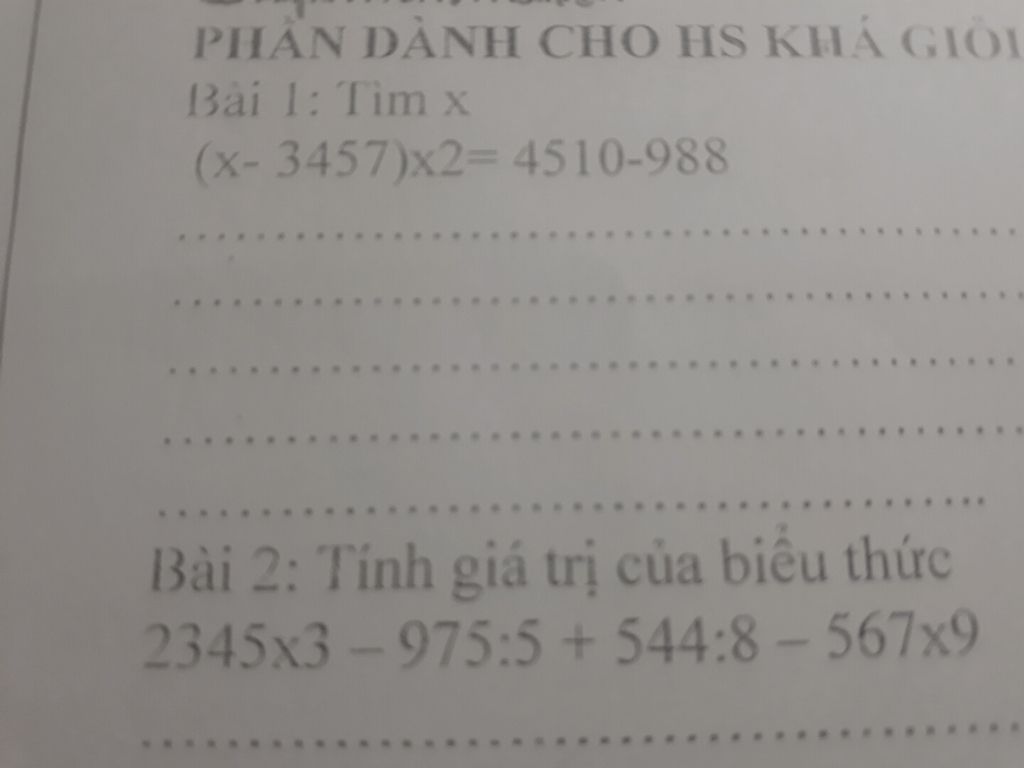 PHẦN DÀNH CHO HS KHÁ GIỎI
Bài 1: Tìm x
(x- 3457)x2= 4510-988
Bài 2: Tính giá trị của biểu thức
2345x3 – 975:5 + 544:8 – 567x9